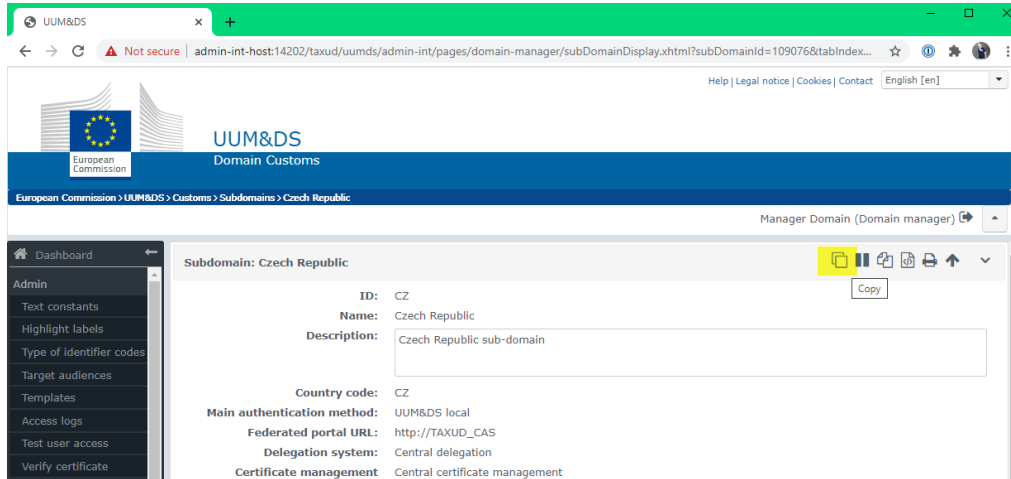 UUM&DS
Not secure | admin-int-host:14202/taxud/uumds/admin-int/pages/domain-manager/subDomainDisplay.xhtml?subDomainId=109076&tabIndex...
Help | Legal notice | Cookies | Contact English [en]
European
Commission
UUM&DS
Domain Customs
European Commission > UUM&DS > Customs > Subdomains > Czech Republic
Manager Domain (Domain manager)
Dashboard
Admin
Text constants
Highlight labels
Type of identifier codes
Target audiences
Templates
Access logs
Test user access
Verify certificate
Subdomain: Czech Republic
Copy
ID: CZ
Name: Czech Republic
Description: Czech Republic sub-domain
Country code: CZ
Main authentication method: UUM&DS local
Federated portal URL: http://TAXUD_CAS
Delegation system: Central delegation
Certificate management Central certificate management